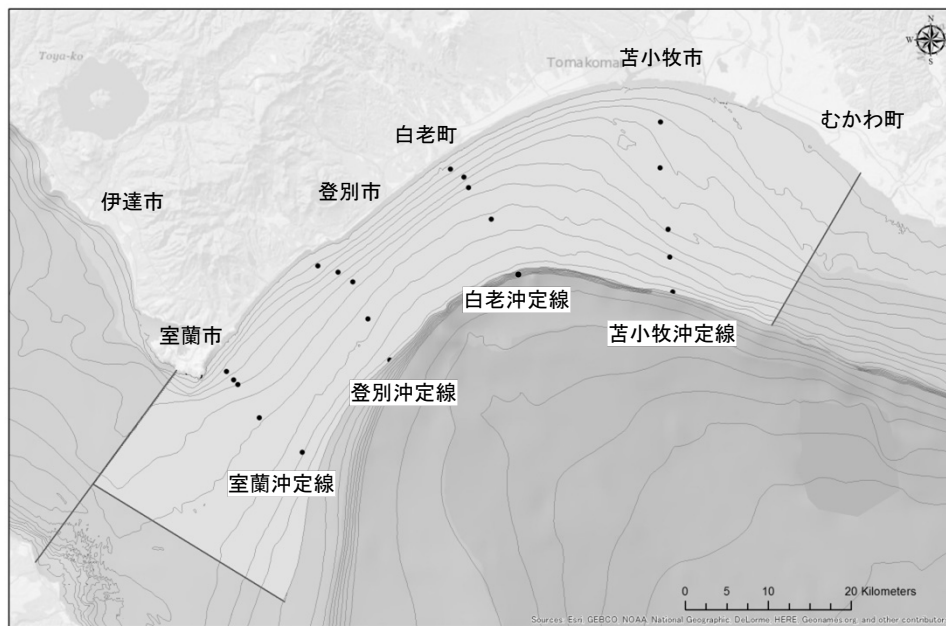 N
W
E
S
Toya-ko
苫小牧市
Tomakomai
むかわ町
白老町
登別市
伊達市
白老沖定線
室蘭市
苫小牧沖定線
登別沖定線
室蘭沖定線
0 5 10 20 Kilometers
Sources: Esri, GEBCO, NOAA, National Geographic, DeLorme, HERE, Geonames.org, and other contributors